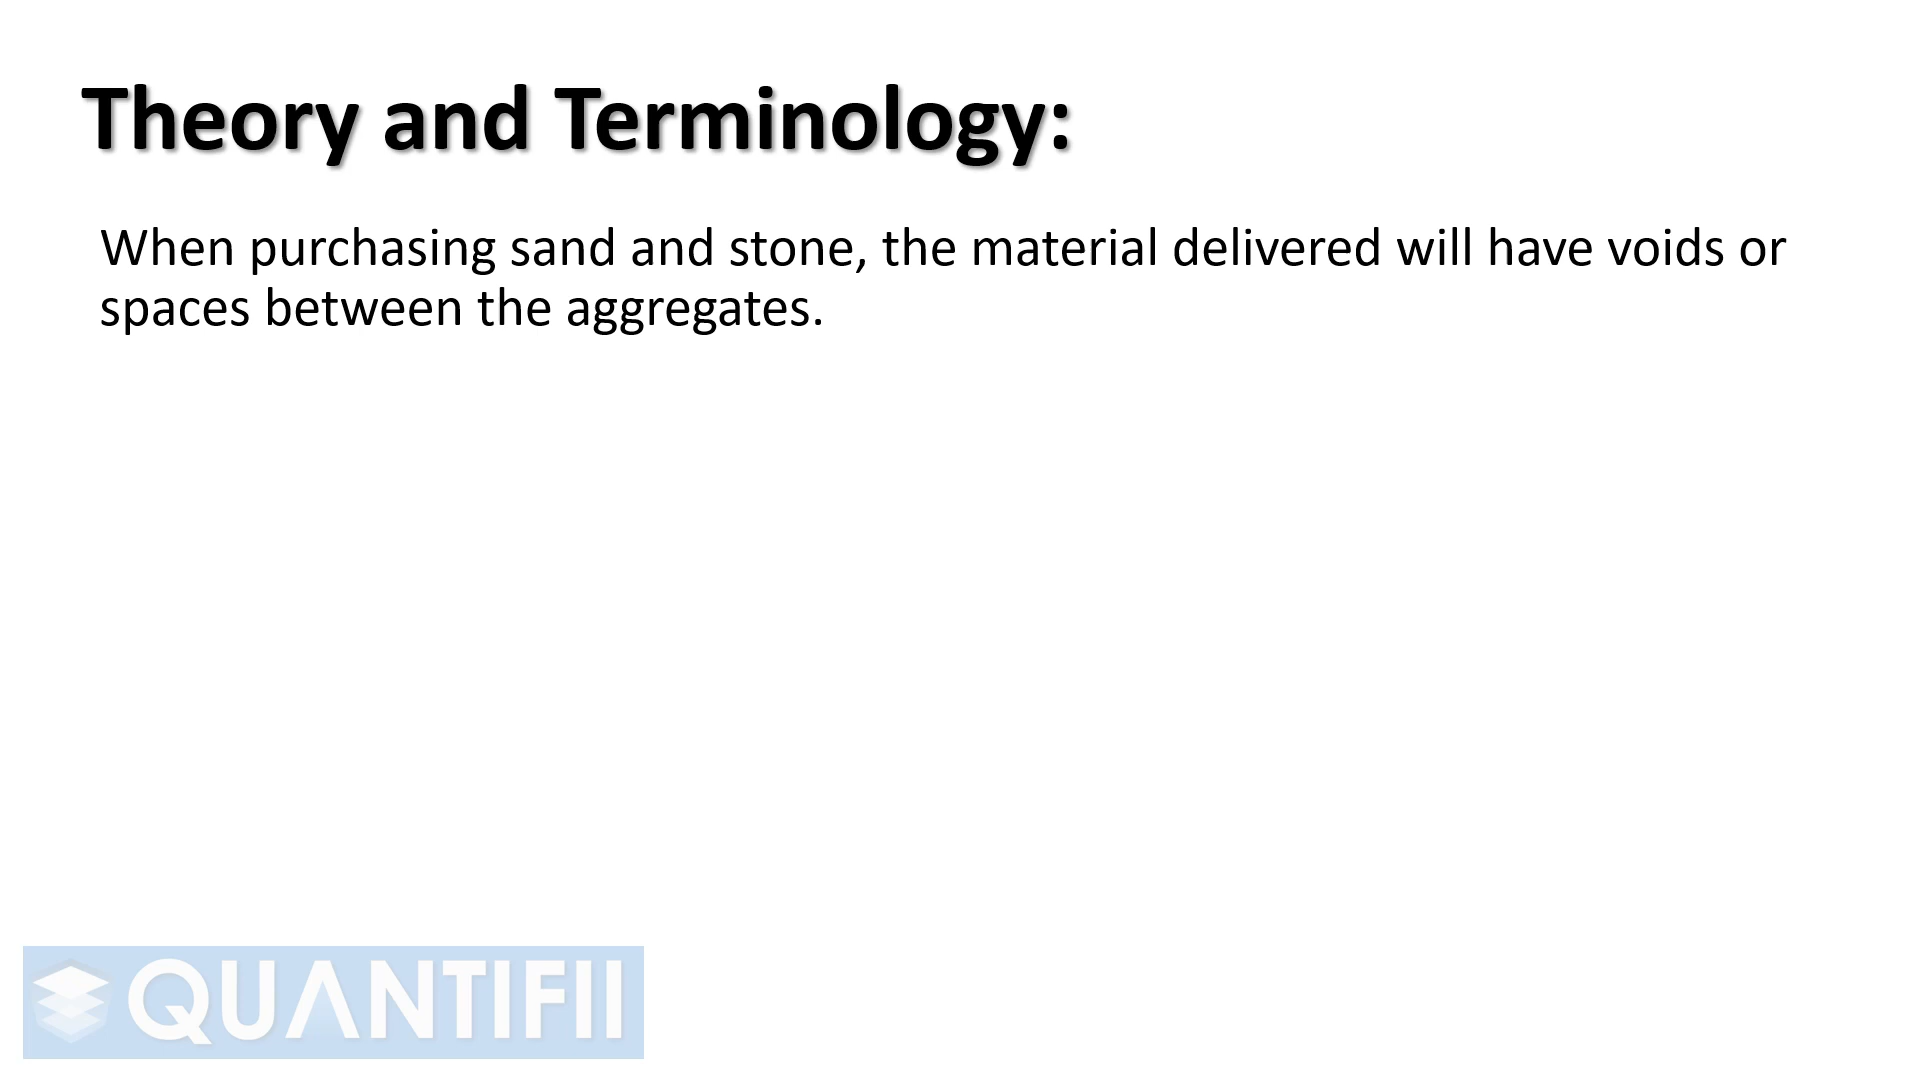 Theory and Terminology:
When purchasing sand and stone, the material delivered will have voids or
spaces between the aggregates.
QUANTIFII